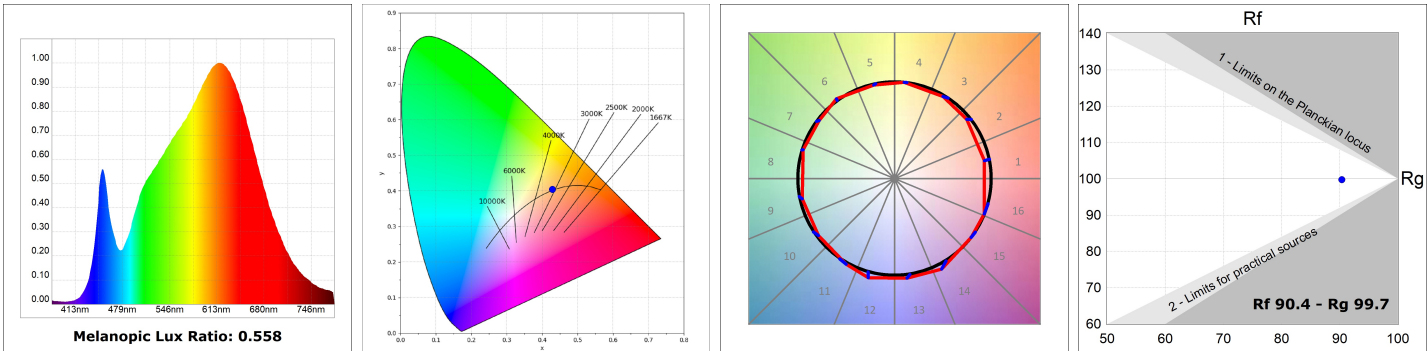 1.00
0.90
0.80
0.70
0.60
0.50
0.40
0.30
0.20
0.10
0.00
413nm 479nm 546nm 613nm 680nm 746nm
Melanopic Lux Ratio: 0.558
0.9
0.8
0.7
0.6
0.5
0.4
0.3
0.2
0.1
0.0
y
0.0 0.1 0.2 0.3 0.4 0.5 0.6 0.7 0.8
x
10000K
6000K
4000K
3000K
2500K
2000K
1667K
1
2
3
4
5
6
7
8
9
10
11
12
13
14
15
16
Rf
140
130
120
110
100
90
80
70
60
50 60 70 80 90 100
Rg
1 - Limits on the Planckian locus
2 - Limits for practical sources
Rf 90.4 - Rg 99.7